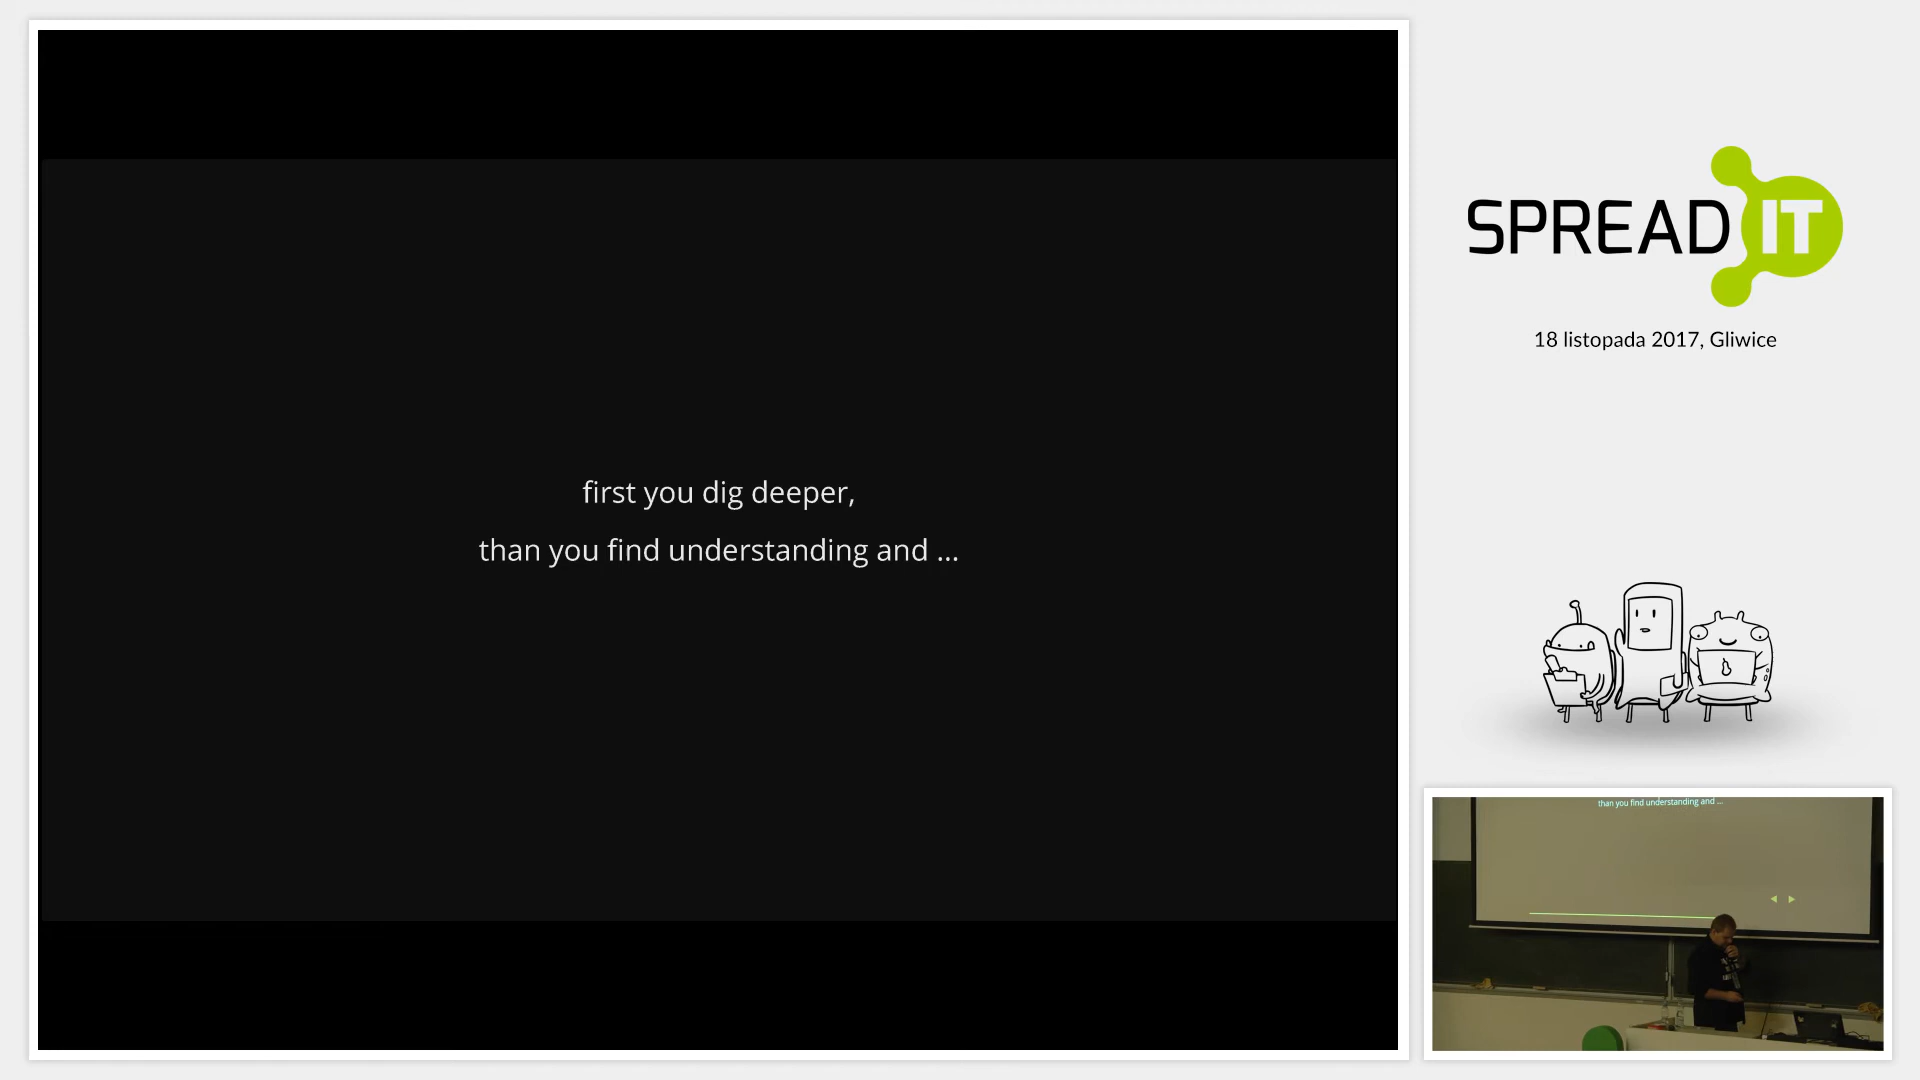 first you dig deeper,
than you find understanding and ...
SPREAD IT
18 listopada 2017, Gliwice
than you find understanding and ...